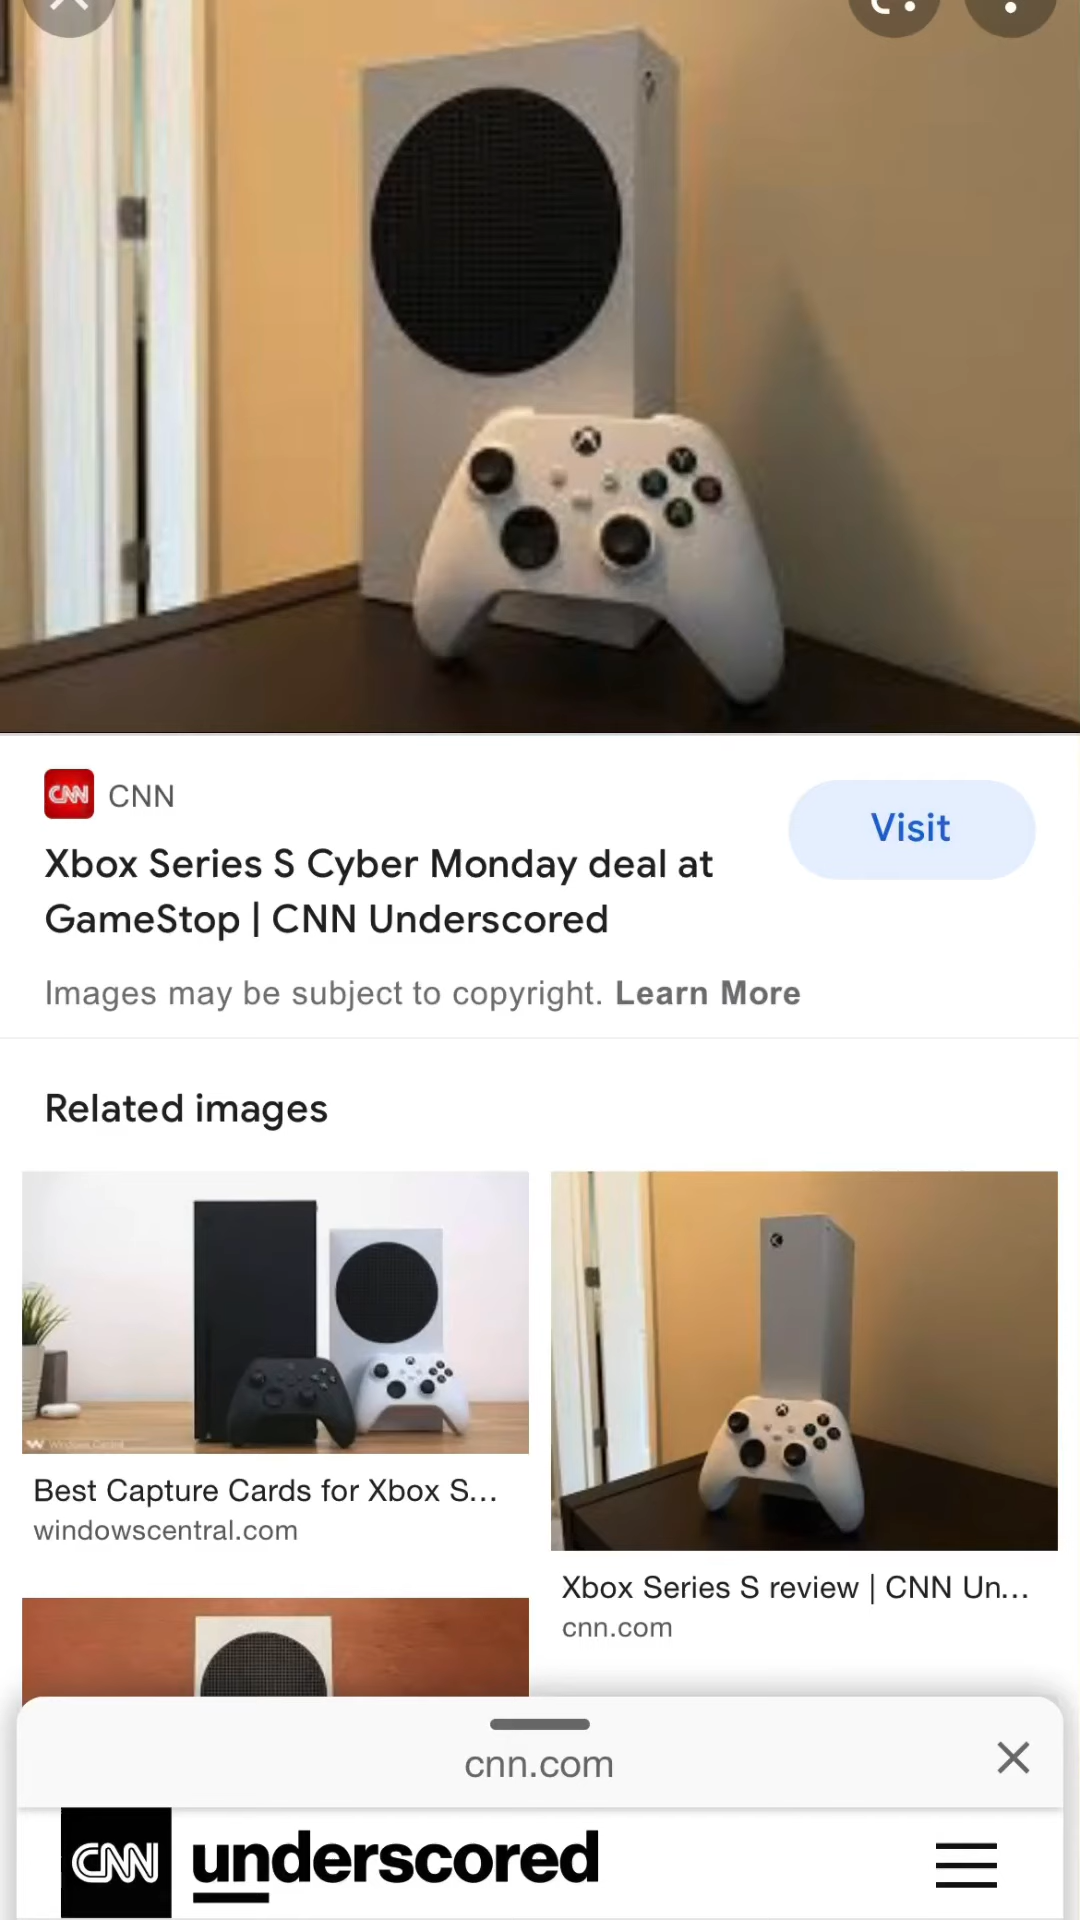 CNN
CNN
Visit
Xbox Series S Cyber Monday deal at
GameStop | CNN Underscored
Images may be subject to copyright. Learn More
Related images
Windows Central
Best Capture Cards for Xbox S...
windowscentral.com
Xbox Series S review | CNN Un...
cnn.com
cnn.com
CNN underscored